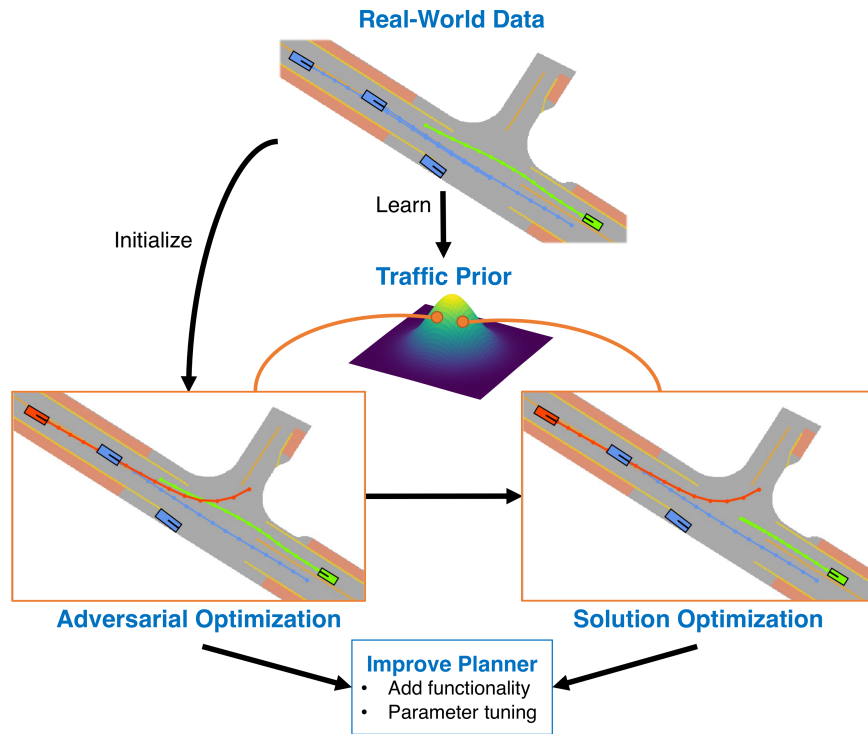 Real-World Data
Learn
Initialize
Traffic Prior
Adversarial Optimization
Solution Optimization
Improve Planner
• Add functionality
• Parameter tuning